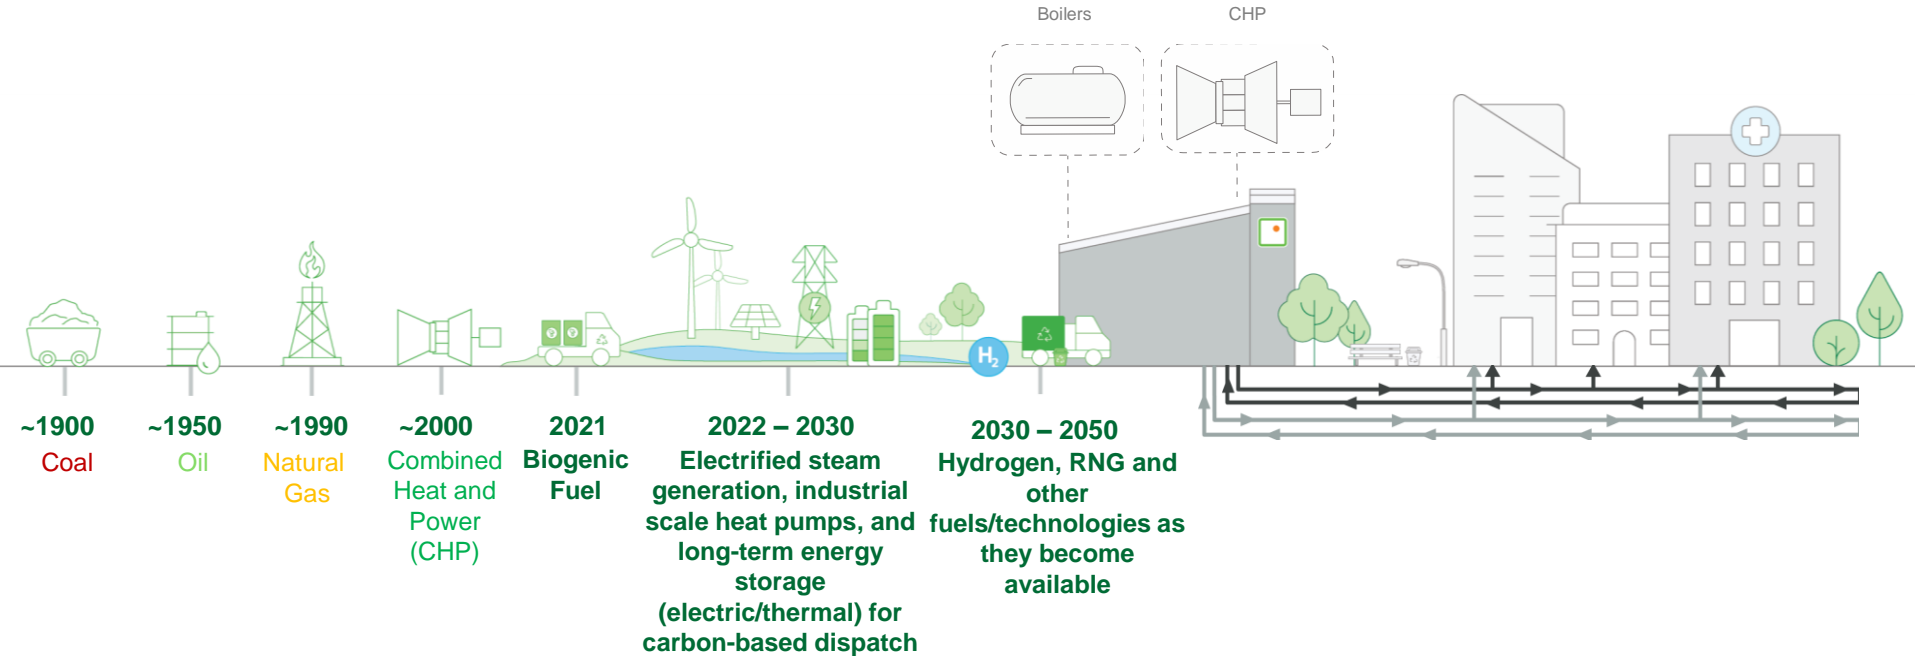 Boilers
CHP
H2
~1900
Coal
~1950
Oil
~1990
Natural
Gas
~2000
Combined
Heat and
Power
(CHP)
2021
Biogenic
Fuel
2022 – 2030
Electrified steam
generation, industrial
scale heat pumps, and
long-term energy
storage
(electric/thermal) for
carbon-based dispatch
2030 – 2050
Hydrogen, RNG and
other
fuels/technologies as
they become
available